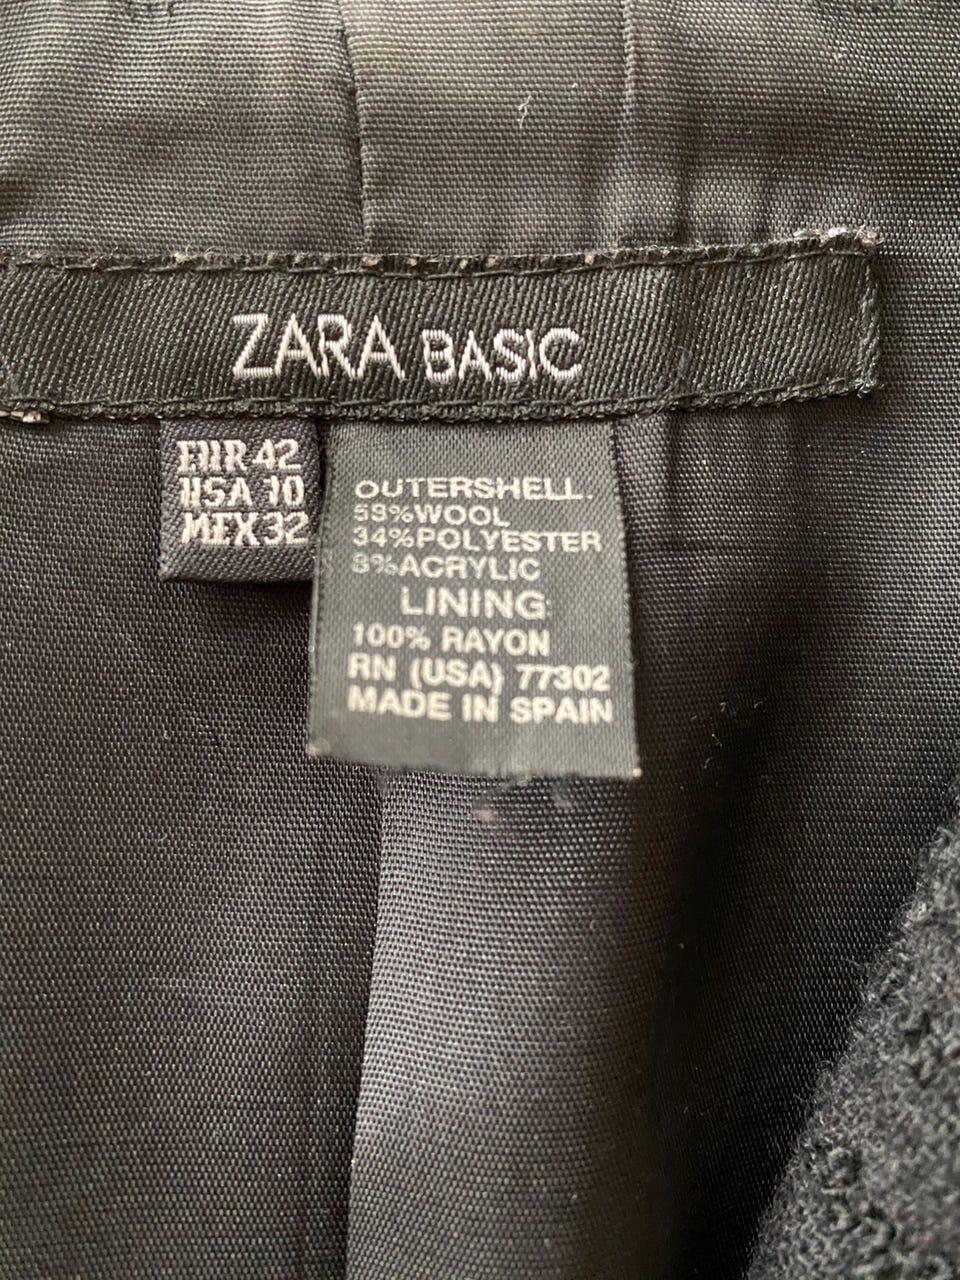 ZARA BASIC
EUR 42
USA 10
MEX 32
OUTERSHELL:
59%WOOL
34%POLYESTER
8%ACRYLIC
LINING:
100% RAYON
RN (USA) 77302
MADE IN SPAIN